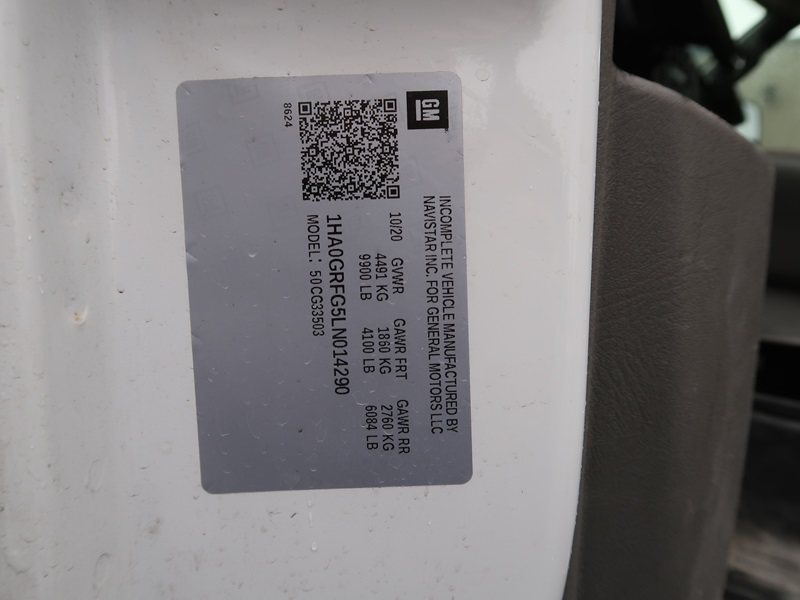 GM
INCOMPLETE VEHICLE MANUFACTURED BY
NAVISTAR INC. FOR GENERAL MOTORS LLC
10/20 GVWR GAWR FRT GAWR RR
4491 KG 1860 KG 2760 KG
9900 LB 4100 LB 6084 LB
1HA0GRFG5LN014290
MODEL: 50CG33503
8624